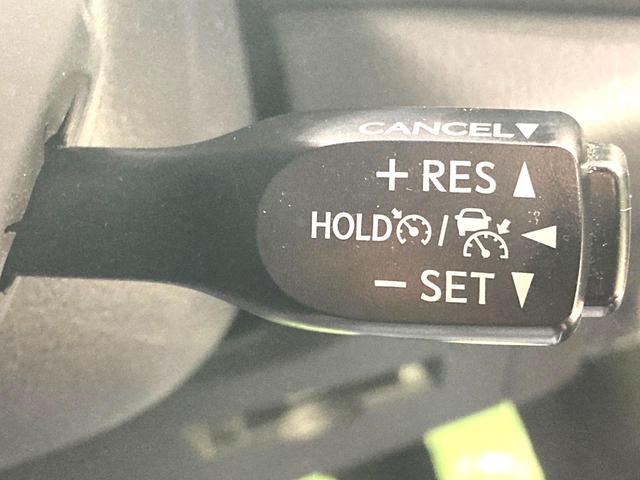 CANCEL▼
+ RES ▲
HOLD / ◀
− SET ▼